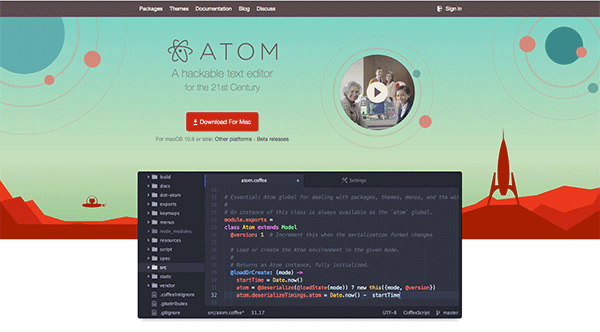 Packages Themes Documentation Blog Discuss
Sign in
ATOM
A hackable text editor
for the 21st Century
Download For Mac
For macOS 10.8 or later. Other platforms - Beta releases
build
docs
dot-atom
exports
keymaps
menus
node_modules
resources
script
spec
src
static
vendor
.coffeelintignore
.gitattributes
.gitignore
atom.coffee
Settings
# Essential: Atom global for dealing with packages, themes, menus, and the win
#
# An instance of this class is always available as the `atom` global.
module.exports =
class Atom extends Model
@version: 1 # Increment this when the serialization format changes
# Load or create the Atom environment in the given mode.
#
# Returns an Atom instance, fully initialized.
@loadOrCreate: (mode) ->
startTime = Date.now()
atom = @deserialize(@loadState(mode)) ? new this({mode, @version})
31 atom.deserializeTimings.atom = Date.now() - startTime
32
src/atom.coffee* 31,17 UTF-8 CoffeeScript master